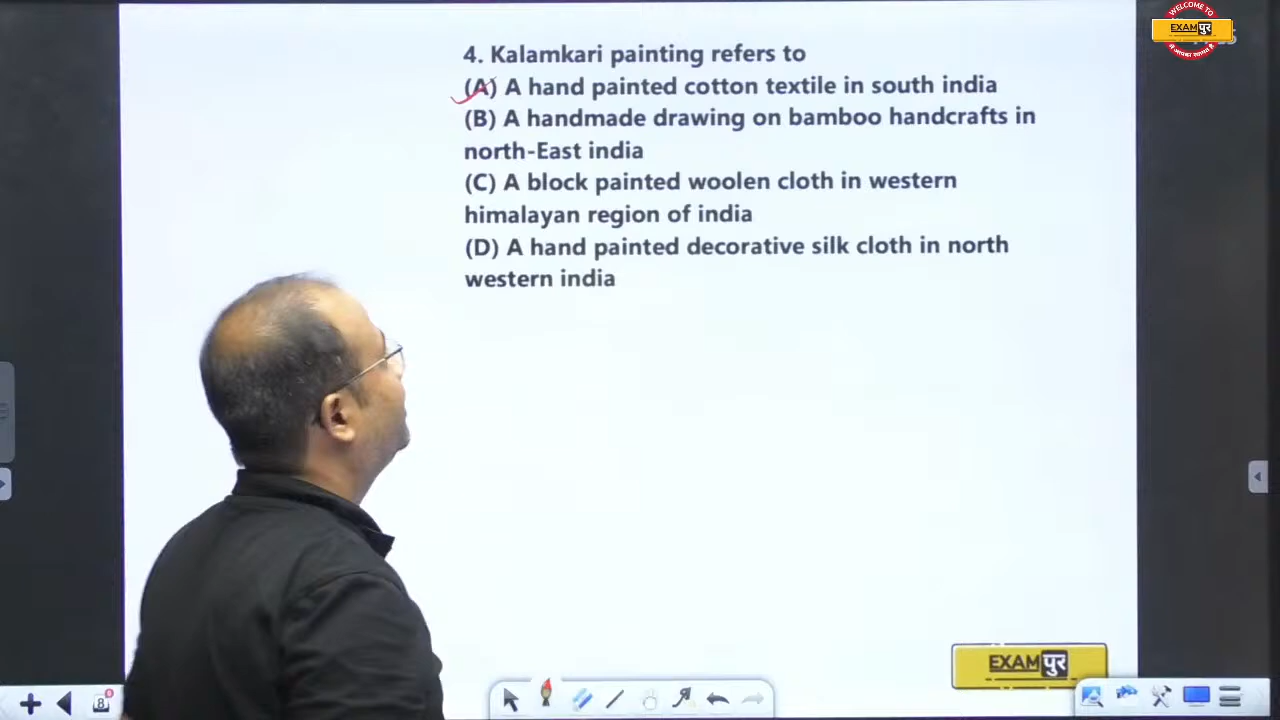 WELCOME TO
EXAMपुर
4. Kalamkari painting refers to
(A) A hand painted cotton textile in south india
(B) A handmade drawing on bamboo handcrafts in
north-East india
(C) A block painted woolen cloth in western
himalayan region of india
(D) A hand painted decorative silk cloth in north
western india
EXAMपुर
8